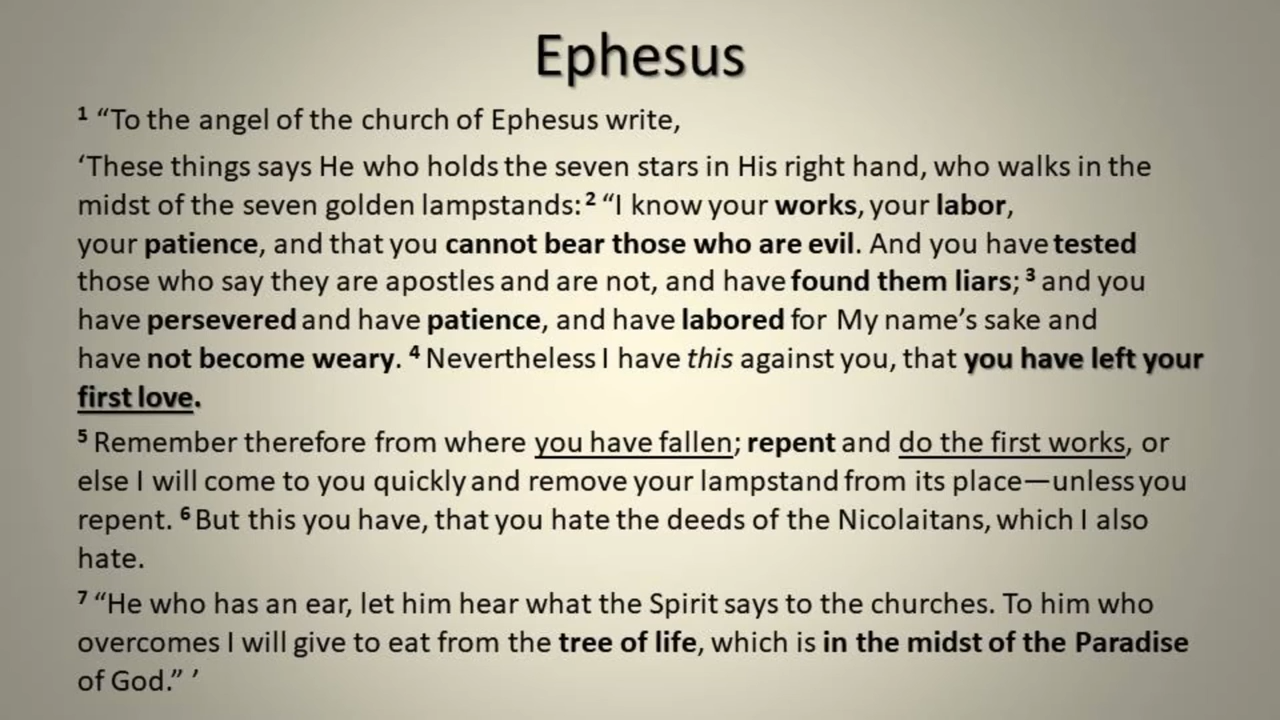 Ephesus
1 “To the angel of the church of Ephesus write,
‘These things says He who holds the seven stars in His right hand, who walks in the
midst of the seven golden lampstands: 2 “I know your works, your labor,
your patience, and that you cannot bear those who are evil. And you have tested
those who say they are apostles and are not, and have found them liars; 3 and you
have persevered and have patience, and have labored for My name’s sake and
have not become weary. 4 Nevertheless I have this against you, that you have left your
first love.
5 Remember therefore from where you have fallen; repent and do the first works, or
else I will come to you quickly and remove your lampstand from its place—unless you
repent. 6 But this you have, that you hate the deeds of the Nicolaitans, which I also
hate.
7 “He who has an ear, let him hear what the Spirit says to the churches. To him who
overcomes I will give to eat from the tree of life, which is in the midst of the Paradise
of God.” ’